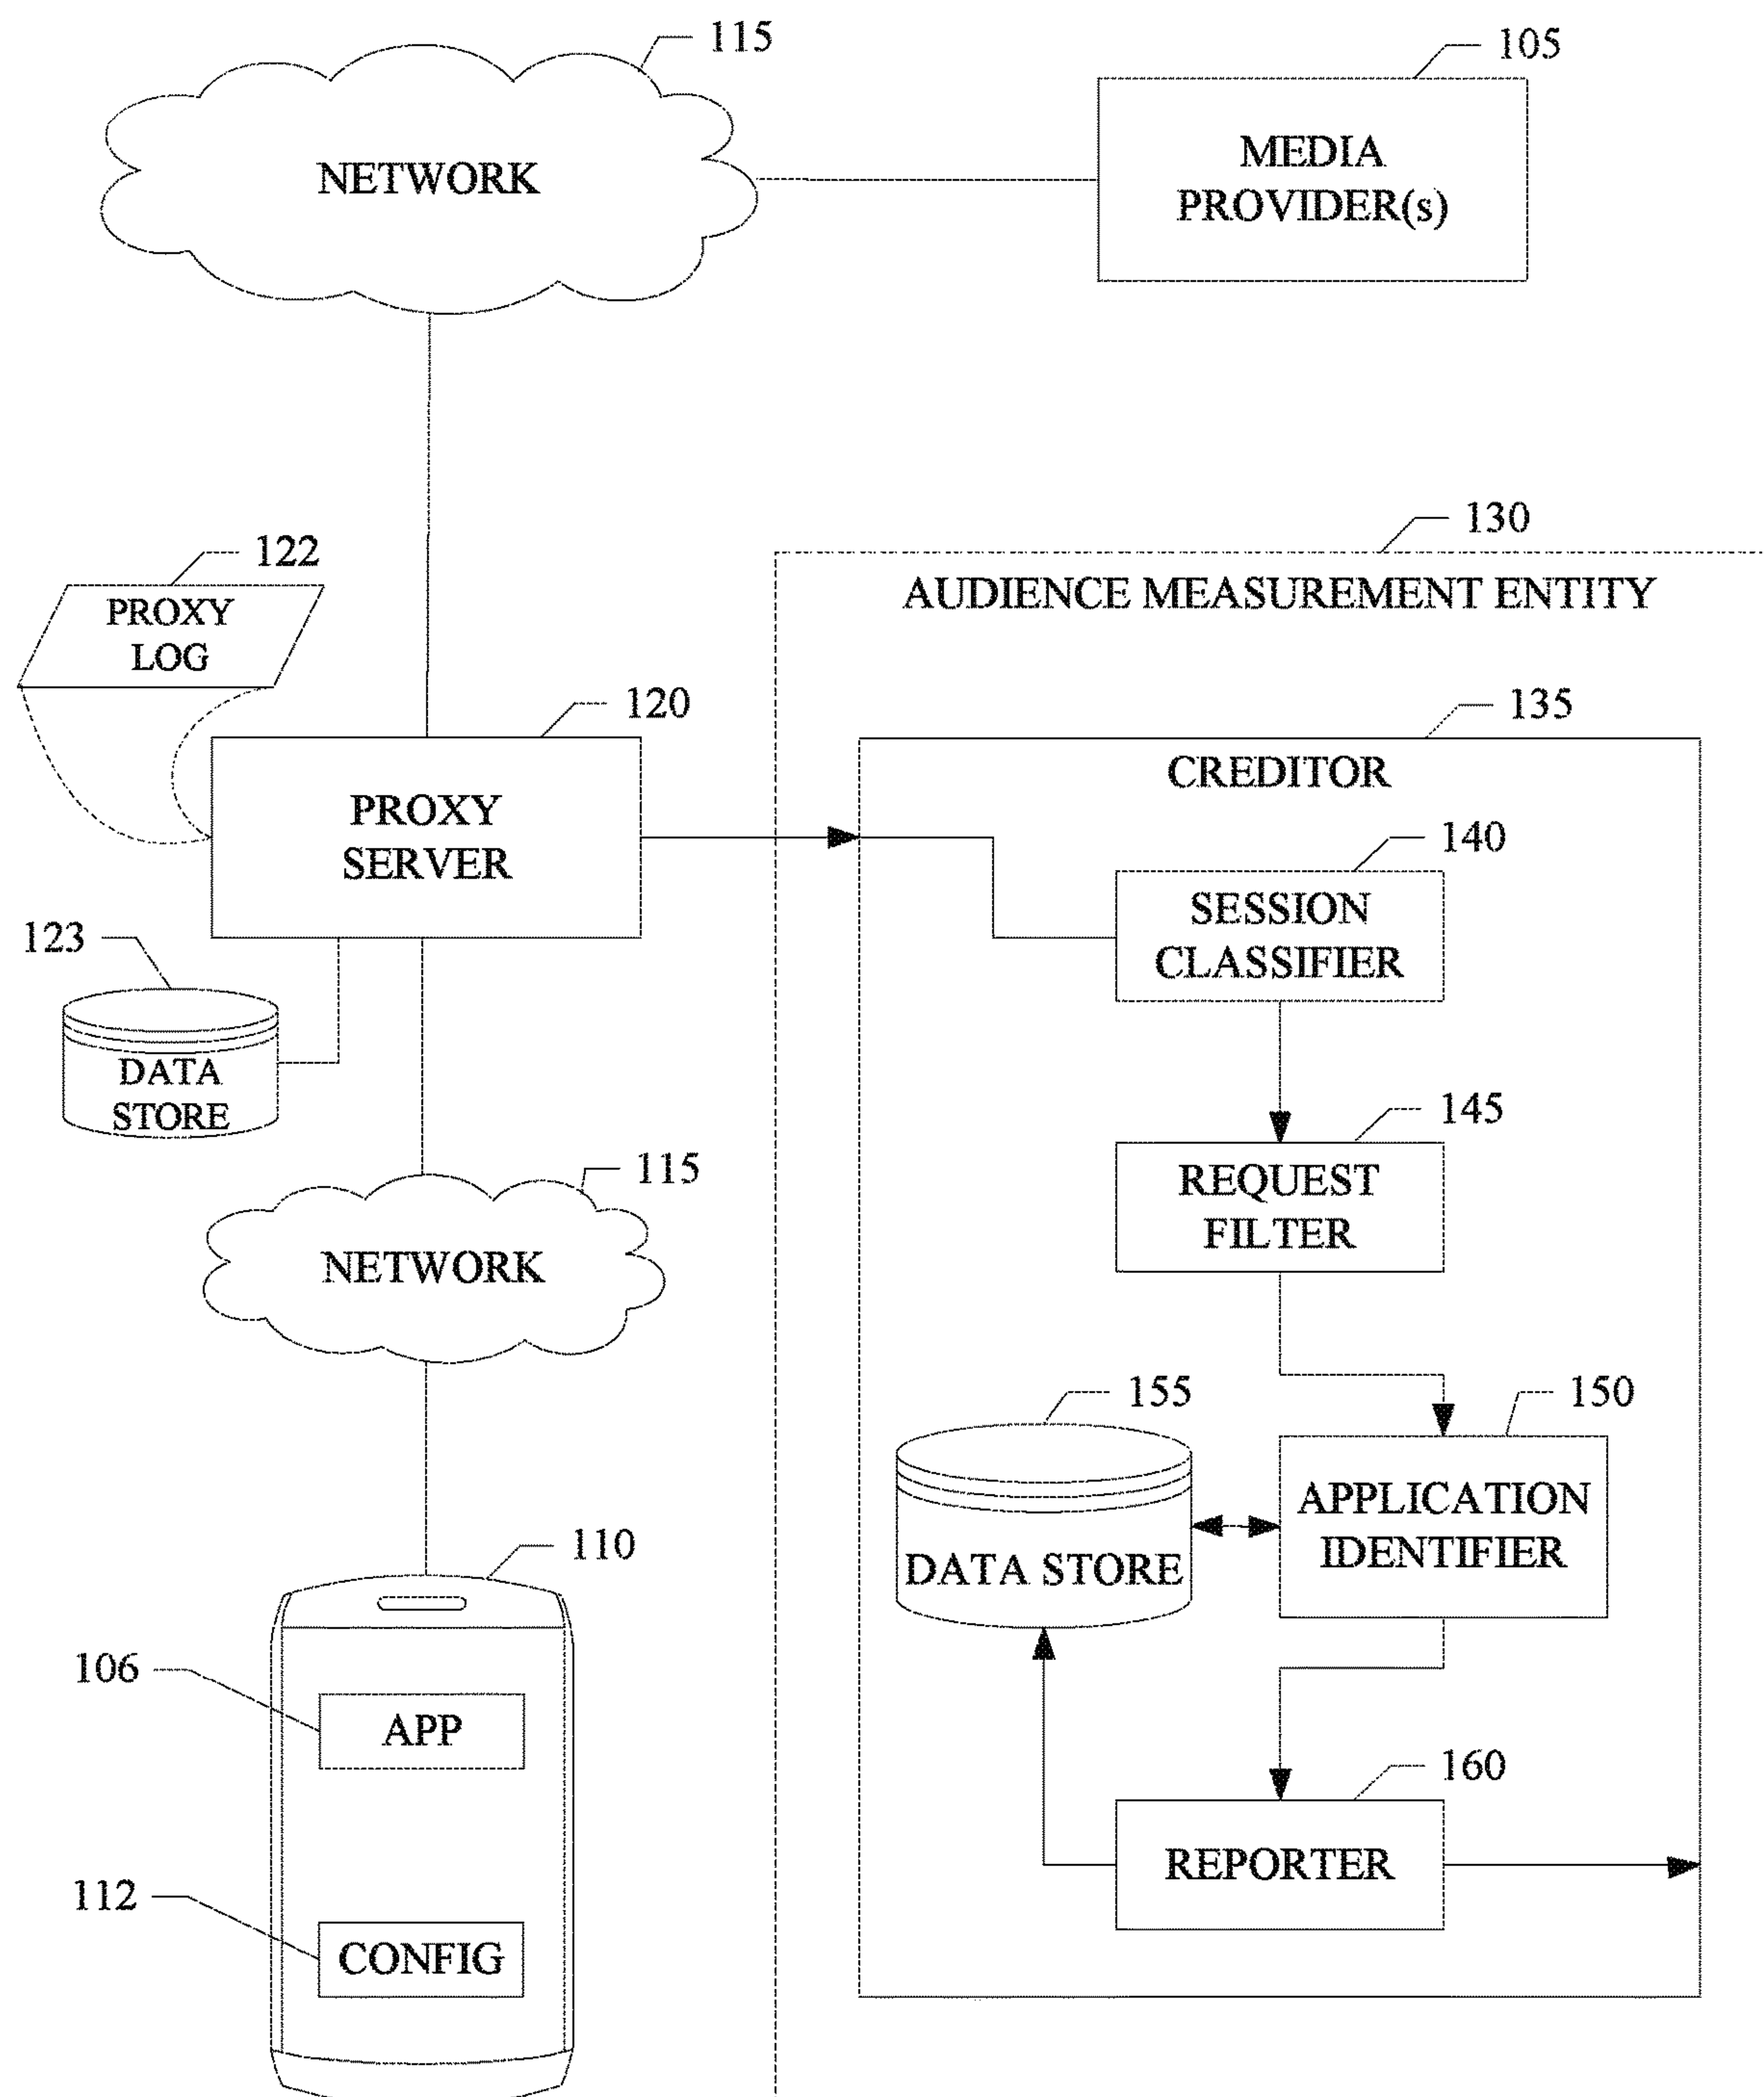 115
105
NETWORK
MEDIA
PROVIDER(s)
130
AUDIENCE MEASUREMENT ENTITY
122
PROXY
LOG
120
135
PROXY
SERVER
CREDITOR
140
SESSION
CLASSIFIER
123
DATA
STORE
145
REQUEST
FILTER
115
NETWORK
155
150
DATA STORE
APPLICATION
IDENTIFIER
110
106
APP
160
REPORTER
112
CONFIG